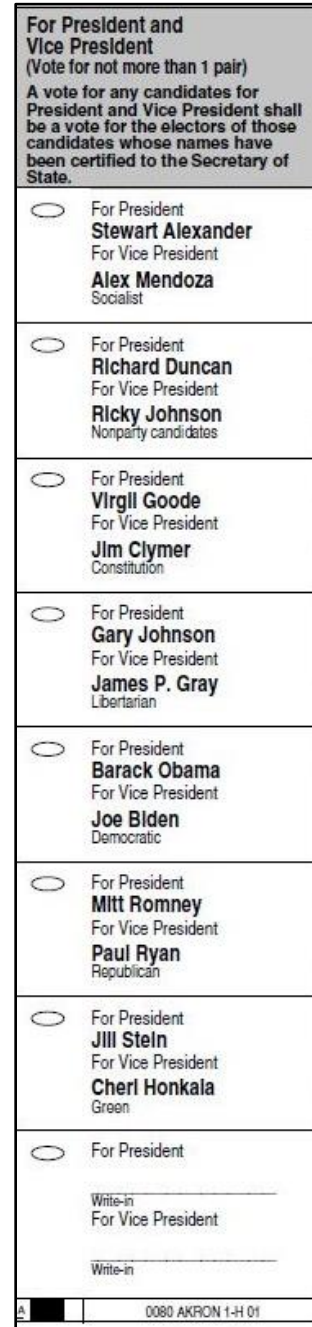 For President and
Vice President
(Vote for not more than 1 pair)
A vote for any candidates for
President and Vice President shall
be a vote for the electors of those
candidates whose names have
been certified to the Secretary of
State.
For President
Stewart Alexander
For Vice President
Alex Mendoza
Socialist
For President
Richard Duncan
For Vice President
Ricky Johnson
Nonparty candidates
For President
Virgil Goode
For Vice President
Jim Clymer
Constitution
For President
Gary Johnson
For Vice President
James P. Gray
Libertarian
For President
Barack Obama
For Vice President
Joe Biden
Democratic
For President
Mitt Romney
For Vice President
Paul Ryan
Republican
For President
Jill Stein
For Vice President
Cheri Honkala
Green
For President
Write-in
For Vice President
Write-in
A 0080 AKRON 1-H 01